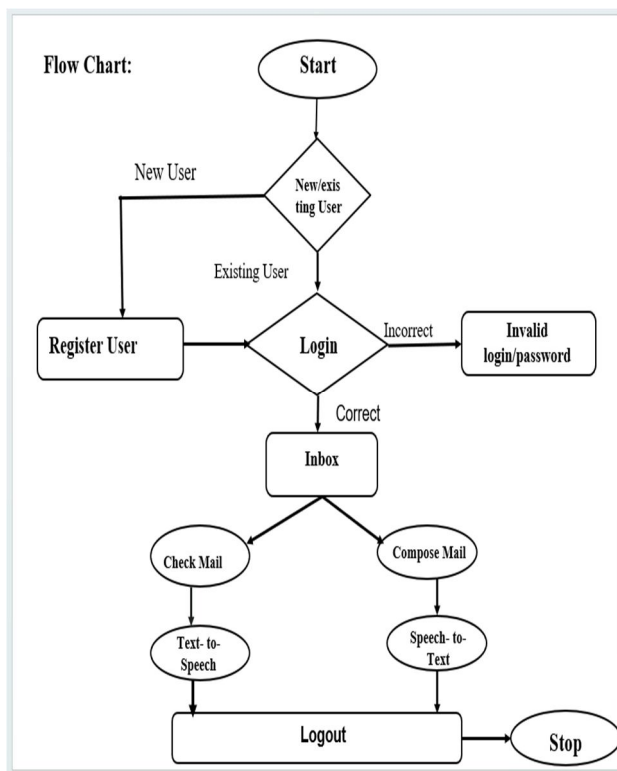 Flow Chart:
Start
New User
New/exis
ting User
Existing User
Register User
Login
Incorrect
Invalid
login/password
Correct
Inbox
Check Mail
Compose Mail
Text- to-
Speech
Speech- to-
Text
Logout
Stop